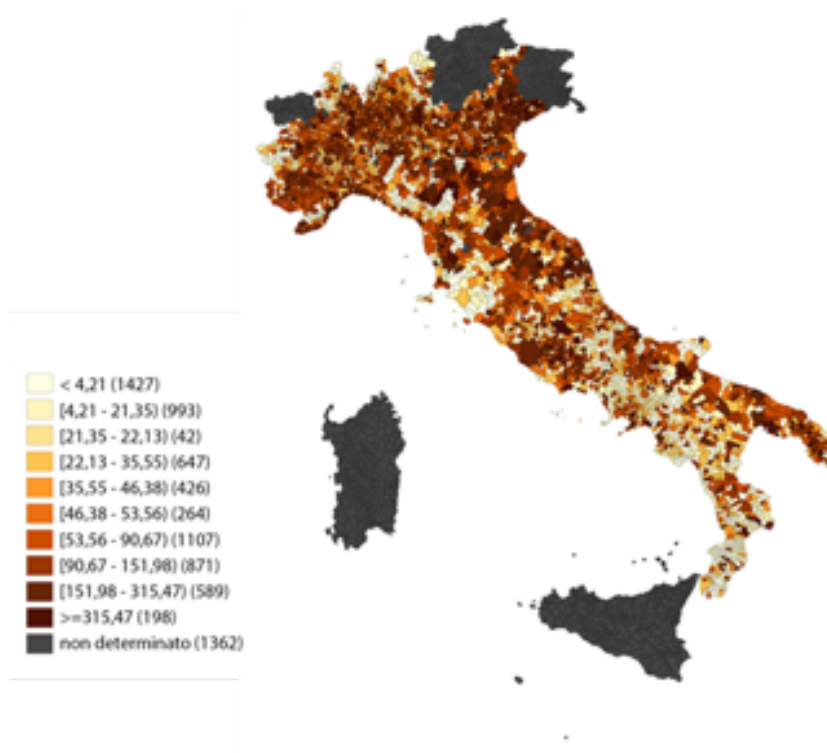 < 4,21 (1427)
[4,21 - 21,35) (993)
[21,35 - 22,13) (42)
[22,13 - 35,55) (647)
[35,55 - 46,38) (426)
[46,38 - 53,56) (264)
[53,56 - 90,67) (1107)
[90,67 - 151,98) (871)
[151,98 - 315,47) (589)
>=315,47 (198)
non determinato (1362)